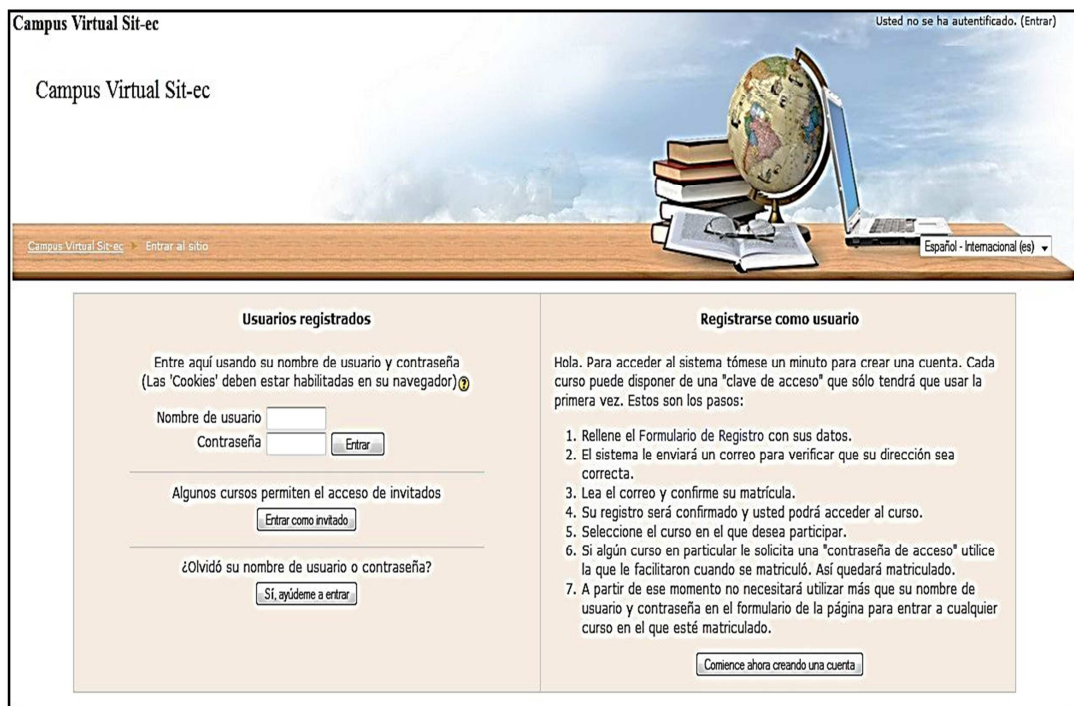 Campus Virtual Sit-ec
Usted no se ha autentificado. (Entrar)
Campus Virtual Sit-ec
Campus Virtual Sit-ec
Entrar al sitio
Español - Internacional (es)
Usuarios registrados
Entre aquí usando su nombre de usuario y contraseña
(Las 'Cookies' deben estar habilitadas en su navegador)
Nombre de usuario
Contraseña
Entrar
Algunos cursos permiten el acceso de invitados
Entrar como invitado
¿Olvidó su nombre de usuario o contraseña?
Sí, ayúdeme a entrar
Registrarse como usuario
Hola. Para acceder al sistema tómese un minuto para crear una cuenta. Cada
curso puede disponer de una "clave de acceso" que sólo tendrá que usar la
primera vez. Estos son los pasos:
1. Rellene el Formulario de Registro con sus datos.
2. El sistema le enviará un correo para verificar que su dirección sea
correcta.
3. Lea el correo y confirme su matrícula.
4. Su registro será confirmado y usted podrá acceder al curso.
5. Seleccione el curso en el que desea participar.
6. Si algún curso en particular le solicita una "contraseña de acceso" utilice
la que le facilitaron cuando se matriculó. Así quedará matriculado.
7. A partir de ese momento no necesitará utilizar más que su nombre de
usuario y contraseña en el formulario de la página para entrar a cualquier
curso en el que esté matriculado.
Comience ahora creando una cuenta